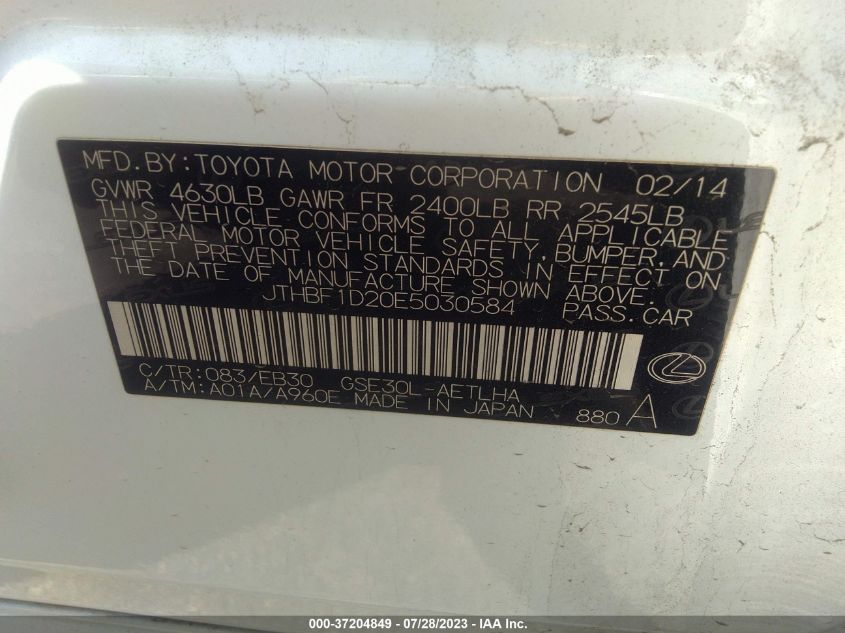 MFD.BY:TOYOTA MOTOR CORPORATION 02/14
GVWR 4630LB GAWR FR 2400LB RR 2545LB
THIS VEHICLE CONFORMS TO ALL APPLICABLE
FEDERAL MOTOR VEHICLE SAFETY,BUMPER,AND
THEFT PREVENTION STANDARDS IN EFFECT ON
THE DATE OF MANUFACTURE SHOWN ABOVE.
JTHBF1D20E5030584 PASS.CAR
C/TR:083/EB30 GSE30L-AETLHA
A/TM:A01A/A960E MADE IN JAPAN 880 A
000-37204849 - 07/28/2023 - © IAA Inc.